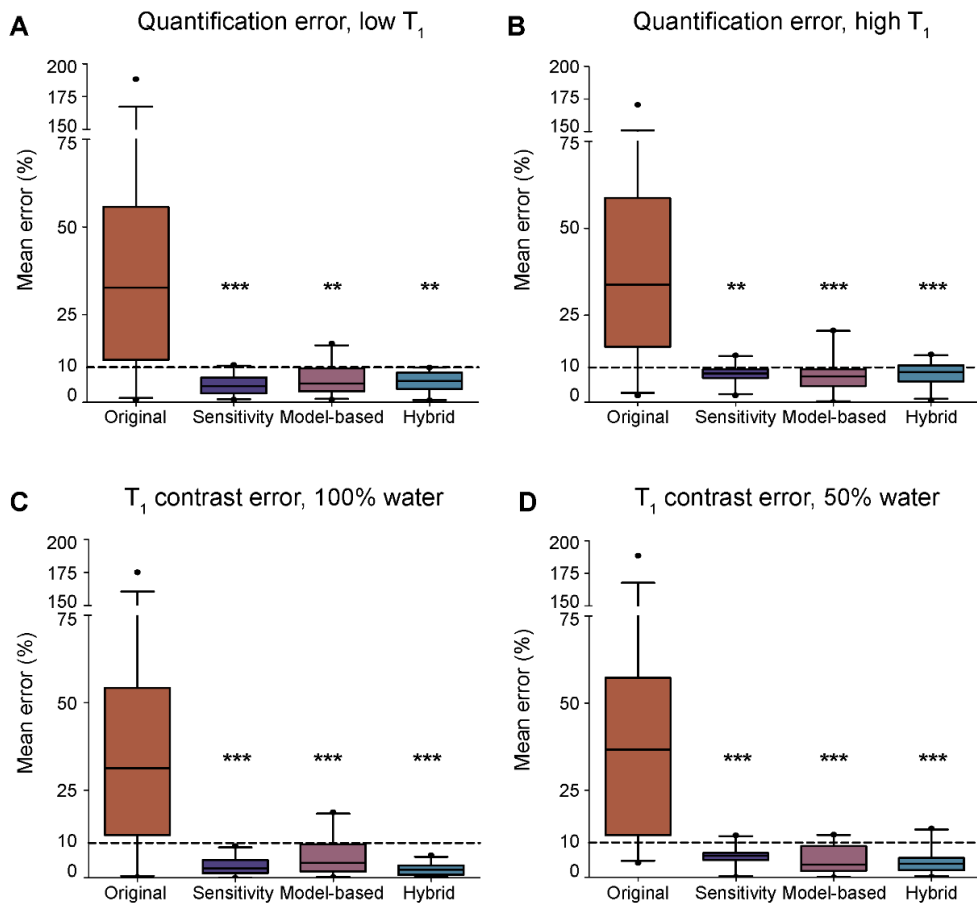 A
Quantification error, low T1
Mean error (%)
200
175
150
75
50
25
10
0
***
**
**
Original
Sensitivity
Model-based
Hybrid
B
Quantification error, high T1
Mean error (%)
200
175
150
75
50
25
10
0
**
***
***
Original
Sensitivity
Model-based
Hybrid
C
T1 contrast error, 100% water
Mean error (%)
200
175
150
75
50
25
10
0
***
***
***
Original
Sensitivity
Model-based
Hybrid
D
T1 contrast error, 50% water
Mean error (%)
200
175
150
75
50
25
10
0
***
***
***
Original
Sensitivity
Model-based
Hybrid